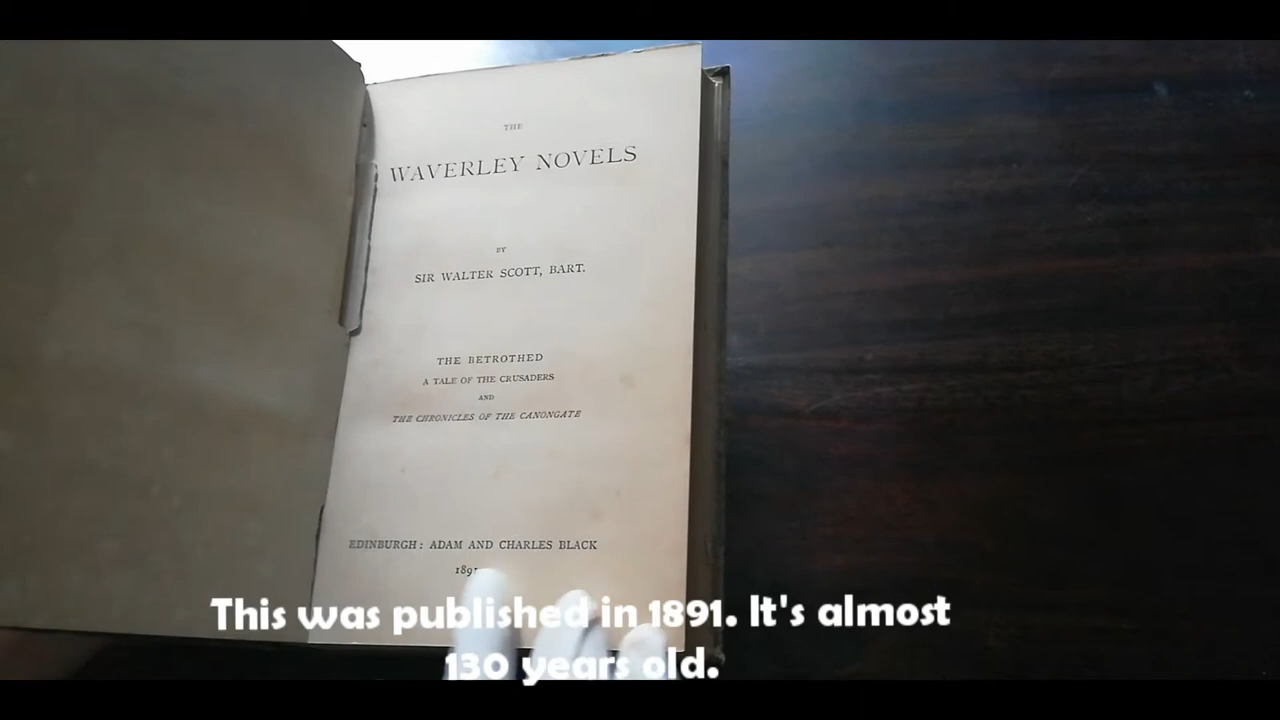 THE
WAVERLEY NOVELS
BY
SIR WALTER SCOTT, BART.
THE BETROTHED
A TALE OF THE CRUSADERS
AND
THE CHRONICLES OF THE CANONGATE
EDINBURGH: ADAM AND CHARLES BLACK
1891
This was published in 1891. It's almost
130 years old.